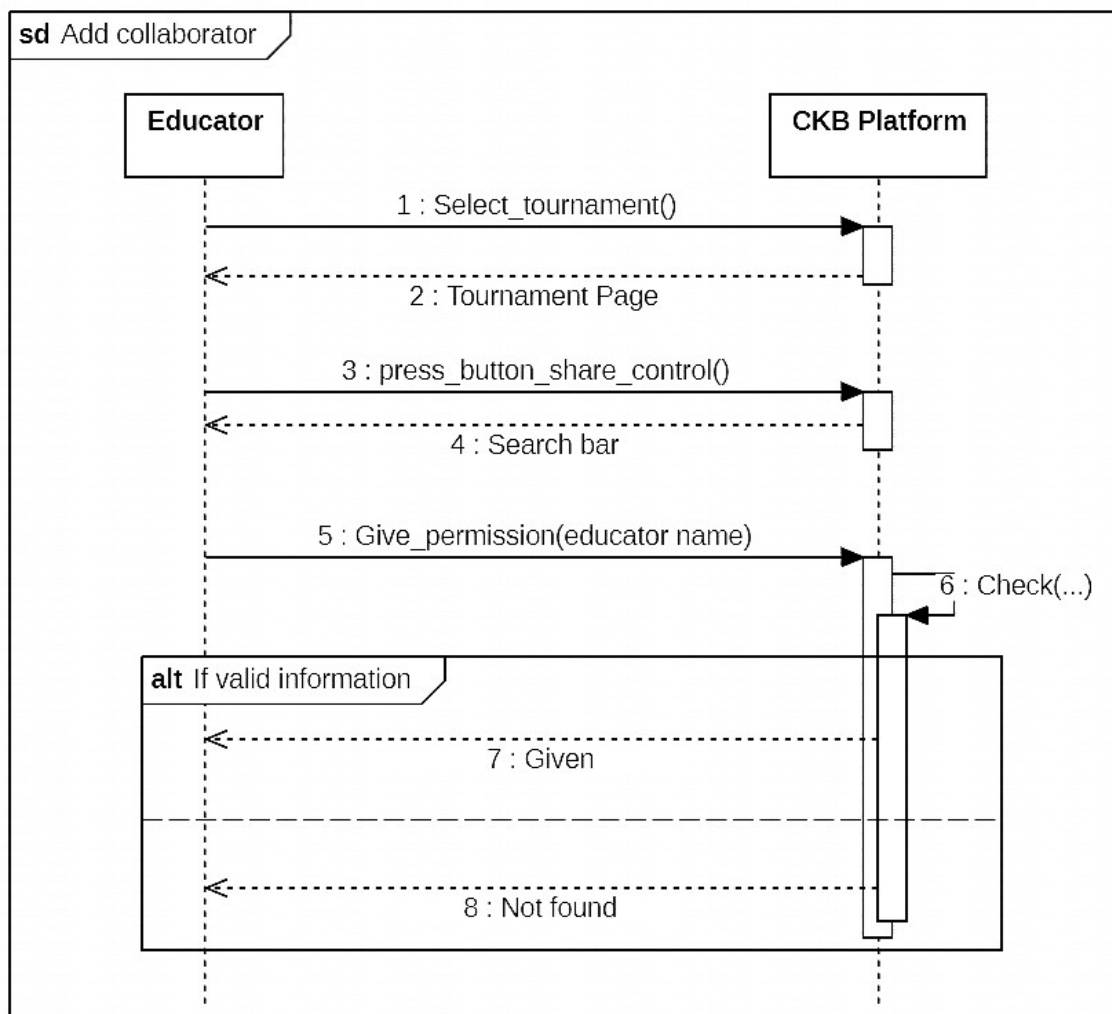 sd Add collaborator
Educator
CKB Platform
1 : Select_tournament()
2 : Tournament Page
3 : press_button_share_control()
4 : Search bar
5 : Give_permission(educator name)
6 : Check(...)
alt If valid information
7 : Given
8 : Not found